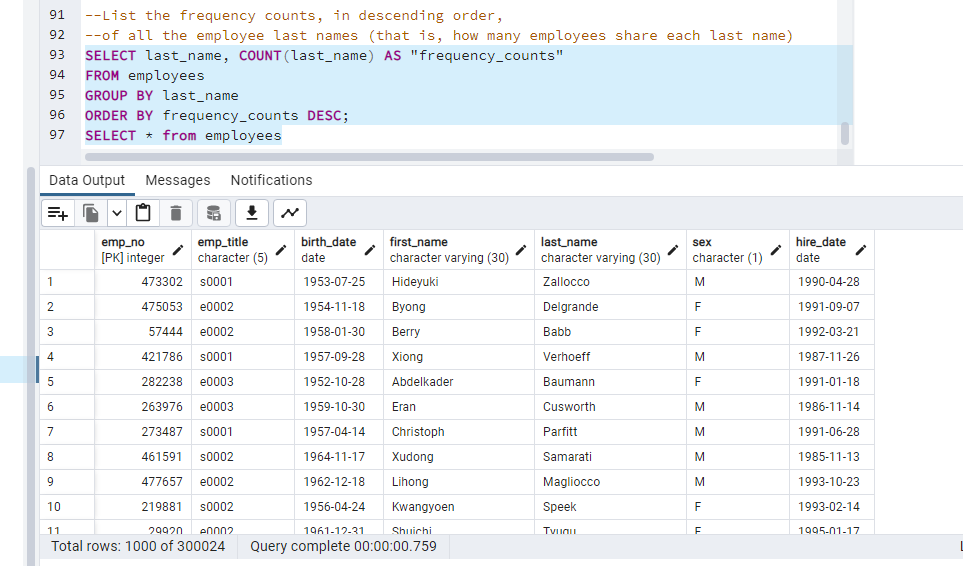 91 --List the frequency counts, in descending order,
92 --of all the employee last names (that is, how many employees share each last name)
93 SELECT last_name, COUNT(last_name) AS "frequency_counts"
94 FROM employees
95 GROUP BY last_name
96 ORDER BY frequency_counts DESC;
97 SELECT * from employees
Data Output Messages Notifications
emp_no emp_title birth_date first_name last_name sex hire_date
[PK] integer character (5) date character varying (30) character varying (30) character (1) date
1 473302 s0001 1953-07-25 Hideyuki Zallocco M 1990-04-28
2 475053 e0002 1954-11-18 Byong Delgrande F 1991-09-07
3 57444 e0002 1958-01-30 Berry Babb F 1992-03-21
4 421786 s0001 1957-09-28 Xiong Verhoeff M 1987-11-26
5 282238 e0003 1952-10-28 Abdelkader Baumann F 1991-01-18
6 263976 e0003 1959-10-30 Eran Cusworth M 1986-11-14
7 273487 s0001 1957-04-14 Christoph Parfitt M 1991-06-28
8 461591 s0002 1964-11-17 Xudong Samarati M 1985-11-13
9 477657 e0002 1962-12-18 Lihong Magliocco M 1993-10-23
10 219881 s0002 1956-04-24 Kwangyoen Speek F 1993-02-14
11 29920 e0002 1961-12-31 Shuichi Tyugu F 1995-01-17
Total rows: 1000 of 300024 Query complete 00:00:00.759